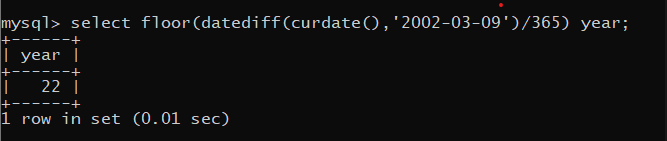 mysql> select floor(datediff(curdate(),'2002-03-09')/365) year;
+------+
| year |
+------+
|   22 |
+------+
1 row in set (0.01 sec)